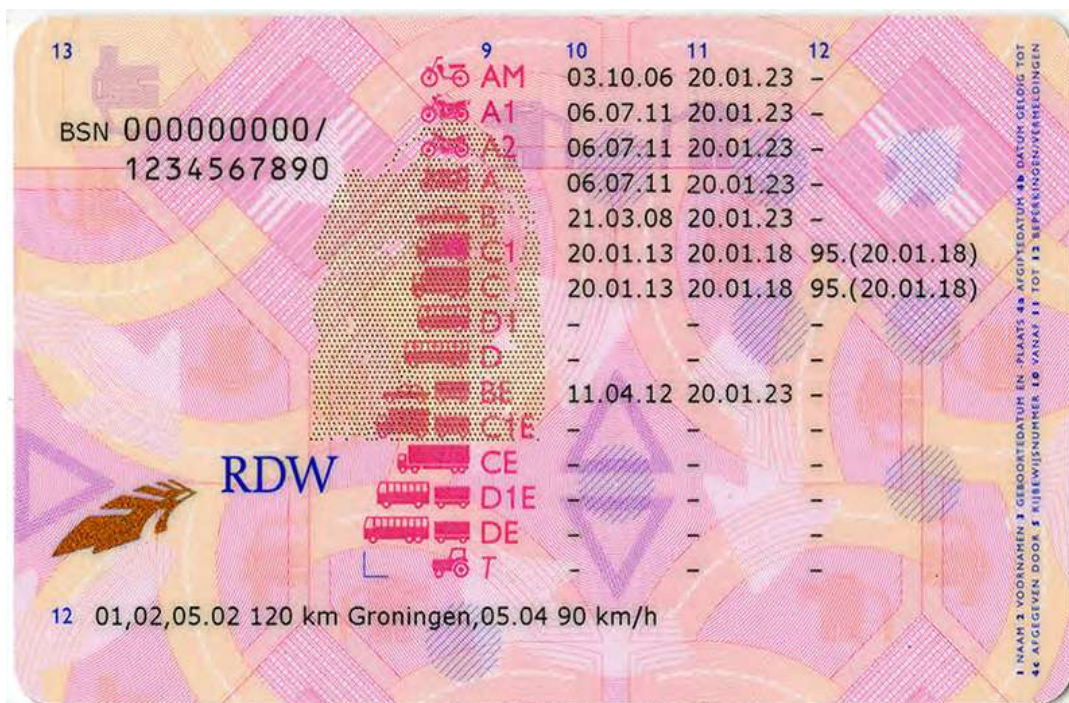 13 9 10 11 12
AM 03.10.06 20.01.23 –
BSN 000000000/
1234567890
A1 06.07.11 20.01.23 –
A2 06.07.11 20.01.23 –
A 06.07.11 20.01.23 –
B 21.03.08 20.01.23 –
C1 20.01.13 20.01.18 95.(20.01.18)
C 20.01.13 20.01.18 95.(20.01.18)
D1 – – –
D – – –
BE 11.04.12 20.01.23 –
C1E – – –
RDW
CE – – –
D1E – – –
DE – – –
T – – –
12 01,02,05.02 120 km Groningen,05.04 90 km/h
1 NAAM 2 VOORNAMEN 3 GEBOORTEDATUM EN -PLAATS 4a AFGIFTEDATUM 4b DATUM GELDIG TOT
4c AFGEGEVEN DOOR 5 RIJBEWIJSNUMMER 10 VANAF 11 TOT 12 BEPERKINGEN/VERMELDINGEN